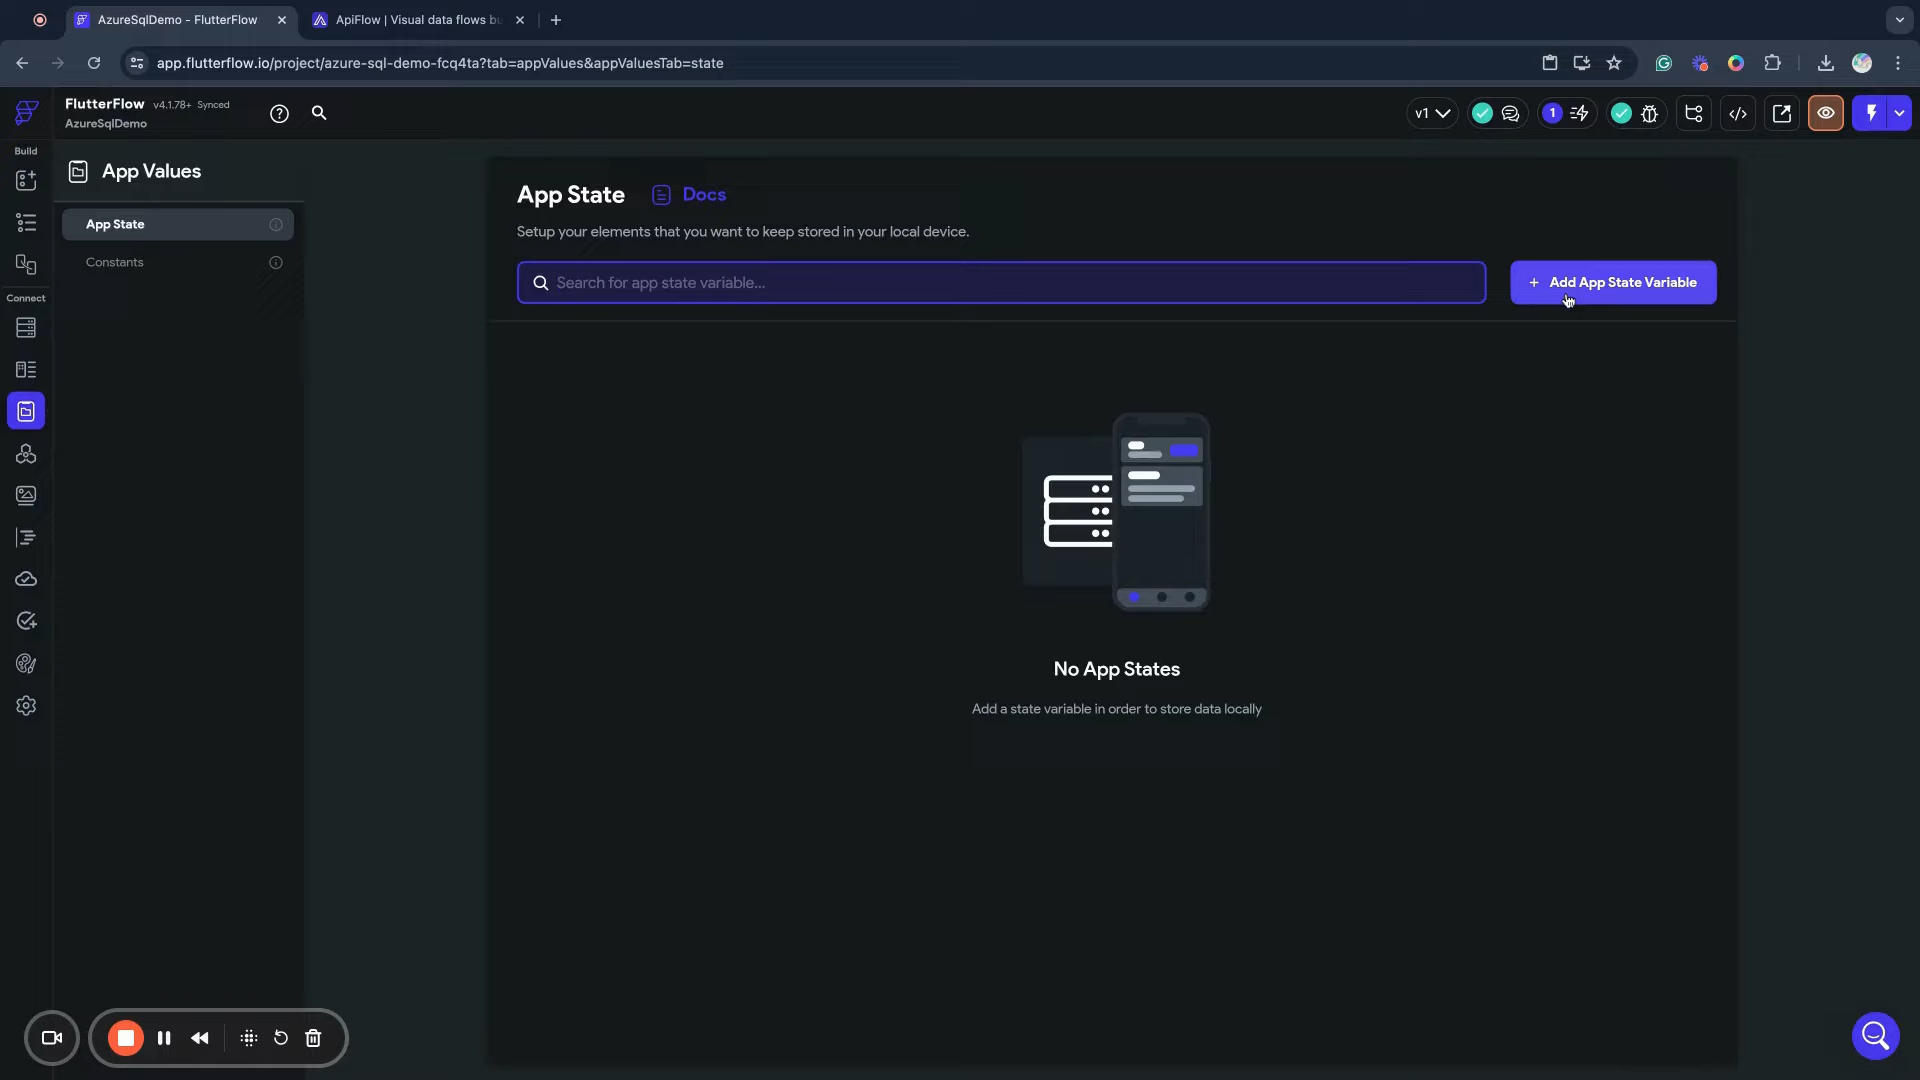 AzureSqlDemo - FlutterFlow
ApiFlow | Visual data flows bu
app.flutterflow.io/project/azure-sql-demo-fcq4ta?tab=appValues&appValuesTab=state
FlutterFlow v4.1.78+ Synced
AzureSqlDemo
v1
1
Build
App Values
App State
Constants
Connect
App State Docs
Setup your elements that you want to keep stored in your local device.
Search for app state variable...
+ Add App State Variable
No App States
Add a state variable in order to store data locally